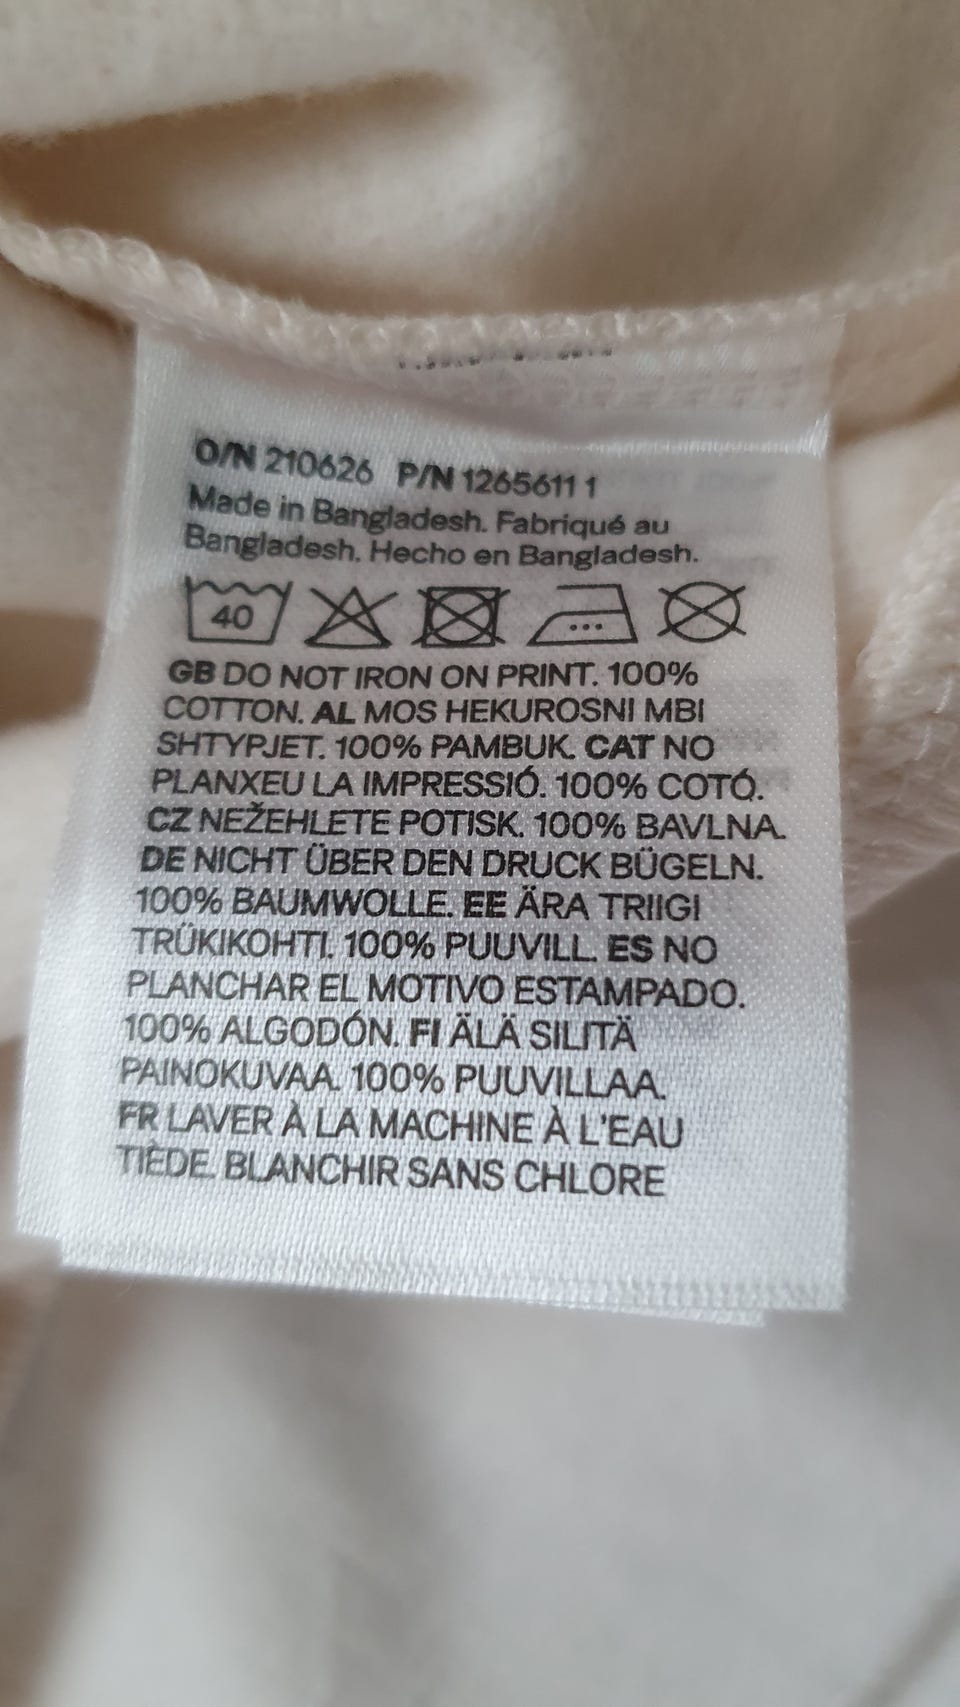 O/N 210626 P/N 1265611 1
Made in Bangladesh. Fabriqué au
Bangladesh. Hecho en Bangladesh.
40
GB DO NOT IRON ON PRINT. 100%
COTTON. AL MOS HEKUROSNI MBI
SHTYPJET. 100% PAMBUK. CAT NO
PLANXEU LA IMPRESSIÓ. 100% COTÓ.
CZ NEŽEHLETE POTISK. 100% BAVLNA.
DE NICHT ÜBER DEN DRUCK BÜGELN.
100% BAUMWOLLE. EE ÄRA TRIIGI
TRÜKIKOHTI. 100% PUUVILL. ES NO
PLANCHAR EL MOTIVO ESTAMPADO.
100% ALGODÓN. FI ÄLÄ SILITÄ
PAINOKUVAA. 100% PUUVILLAA.
FR LAVER À LA MACHINE À L'EAU
TIÈDE. BLANCHIR SANS CHLORE